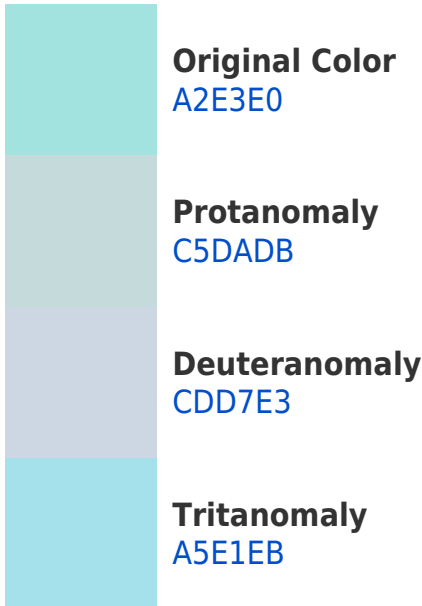 Original Color
A2E3E0
Protanomaly
C5DADB
Deuteranomaly
CDD7E3
Tritanomaly
A5E1EB